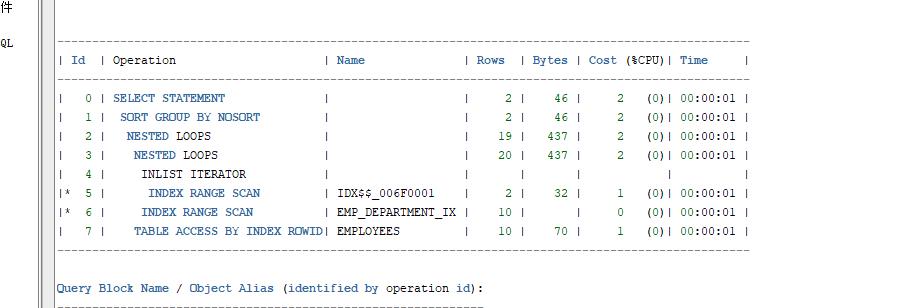 件
QL
| Id | Operation | Name | Rows | Bytes | Cost (%CPU)| Time |
| 0 | SELECT STATEMENT | | 2 | 46 | 2 (0)| 00:00:01 |
| 1 | SORT GROUP BY NOSORT | | 2 | 46 | 2 (0)| 00:00:01 |
| 2 | NESTED LOOPS | | 19 | 437 | 2 (0)| 00:00:01 |
| 3 | NESTED LOOPS | | 20 | 437 | 2 (0)| 00:00:01 |
| 4 | INLIST ITERATOR | | | | | |
|* 5 | INDEX RANGE SCAN | IDX$$_006F0001 | 2 | 32 | 1 (0)| 00:00:01 |
|* 6 | INDEX RANGE SCAN | EMP_DEPARTMENT_IX | 10 | | 0 (0)| 00:00:01 |
| 7 | TABLE ACCESS BY INDEX ROWID| EMPLOYEES | 10 | 70 | 1 (0)| 00:00:01 |
Query Block Name / Object Alias (identified by operation id):